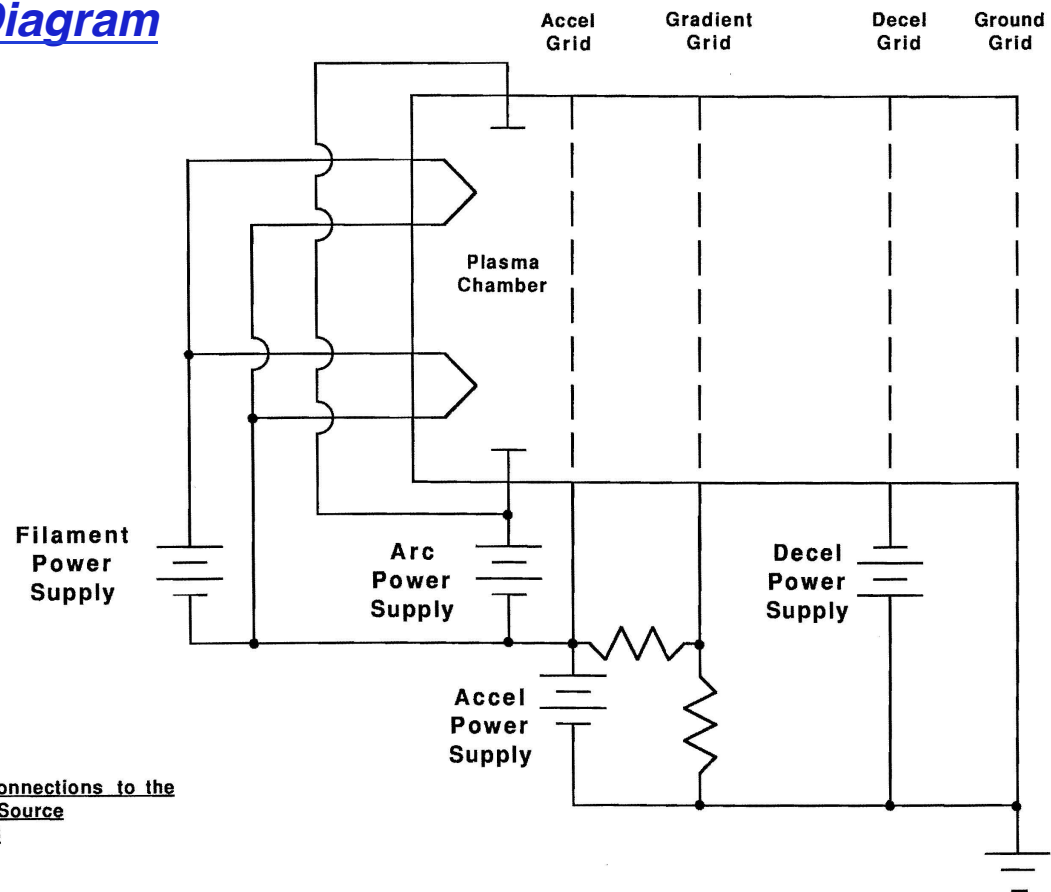 Diagram
Accel
Grid
Gradient
Grid
Decel
Grid
Ground
Grid
Plasma
Chamber
Filament
Power
Supply
Arc
Power
Supply
Decel
Power
Supply
Accel
Power
Supply
onnections to the
Source